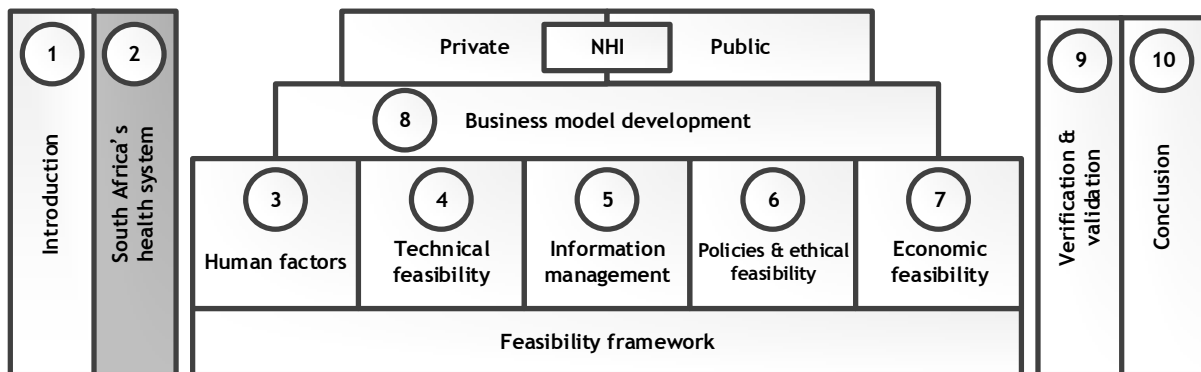 1
Introduction
2
South Africa's
health system
Private
NHI
Public
8
Business model development
3
Human factors
4
Technical
feasibility
5
Information
management
6
Policies & ethical
feasibility
7
Economic
feasibility
Feasibility framework
9
Verification &
validation
10
Conclusion